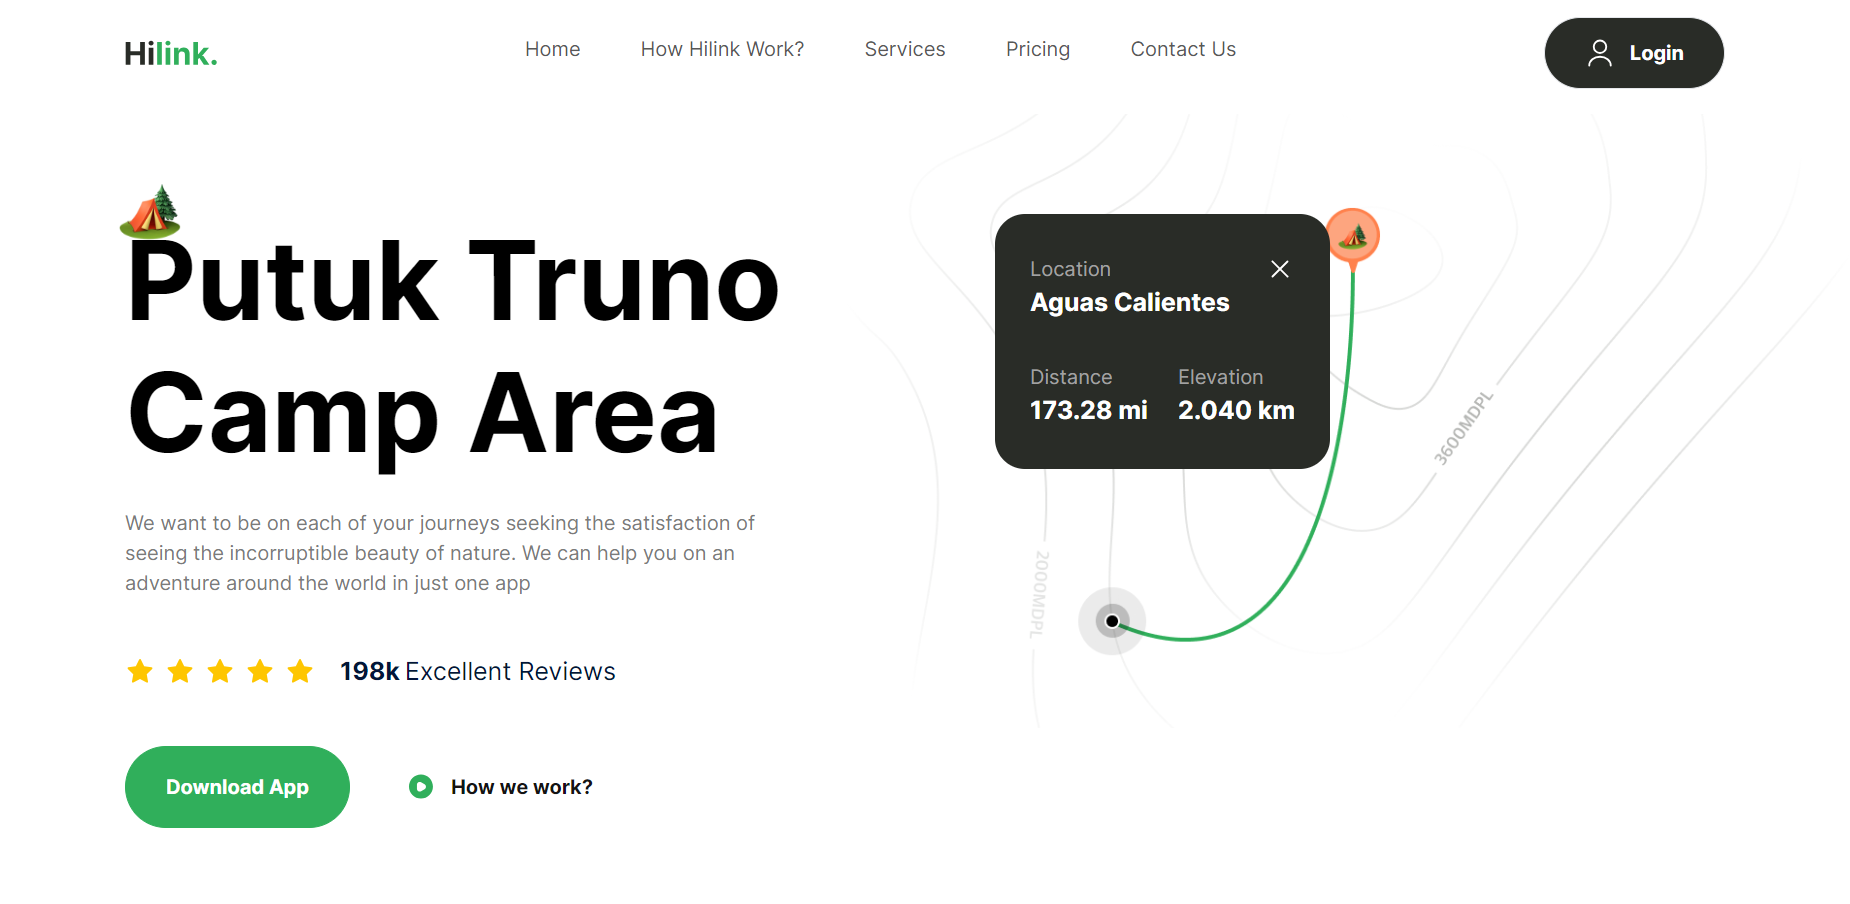 Hilink.
Home
How Hilink Work?
Services
Pricing
Contact Us
Login
Putuk Truno
Camp Area
We want to be on each of your journeys seeking the satisfaction of
seeing the incorruptible beauty of nature. We can help you on an
adventure around the world in just one app
198k Excellent Reviews
Download App
How we work?
Location
Aguas Calientes
Distance
Elevation
173.28 mi
2.040 km
3600MDPL
2000MDPL